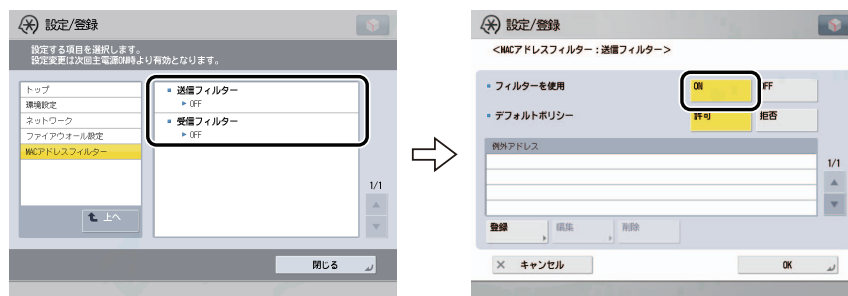 設定/登録
設定する項目を選択します。
設定変更は次回主電源ON時より有効となります。
トップ
環境設定
ネットワーク
ファイアウォール設定
MACアドレスフィルター
上へ
送信フィルター
OFF
受信フィルター
OFF
1/1
閉じる
設定/登録
<MACアドレスフィルター:送信フィルター>
フィルターを使用
ON
OFF
デフォルトポリシー
許可
拒否
例外アドレス
1/1
登録
編集
削除
キャンセル
OK